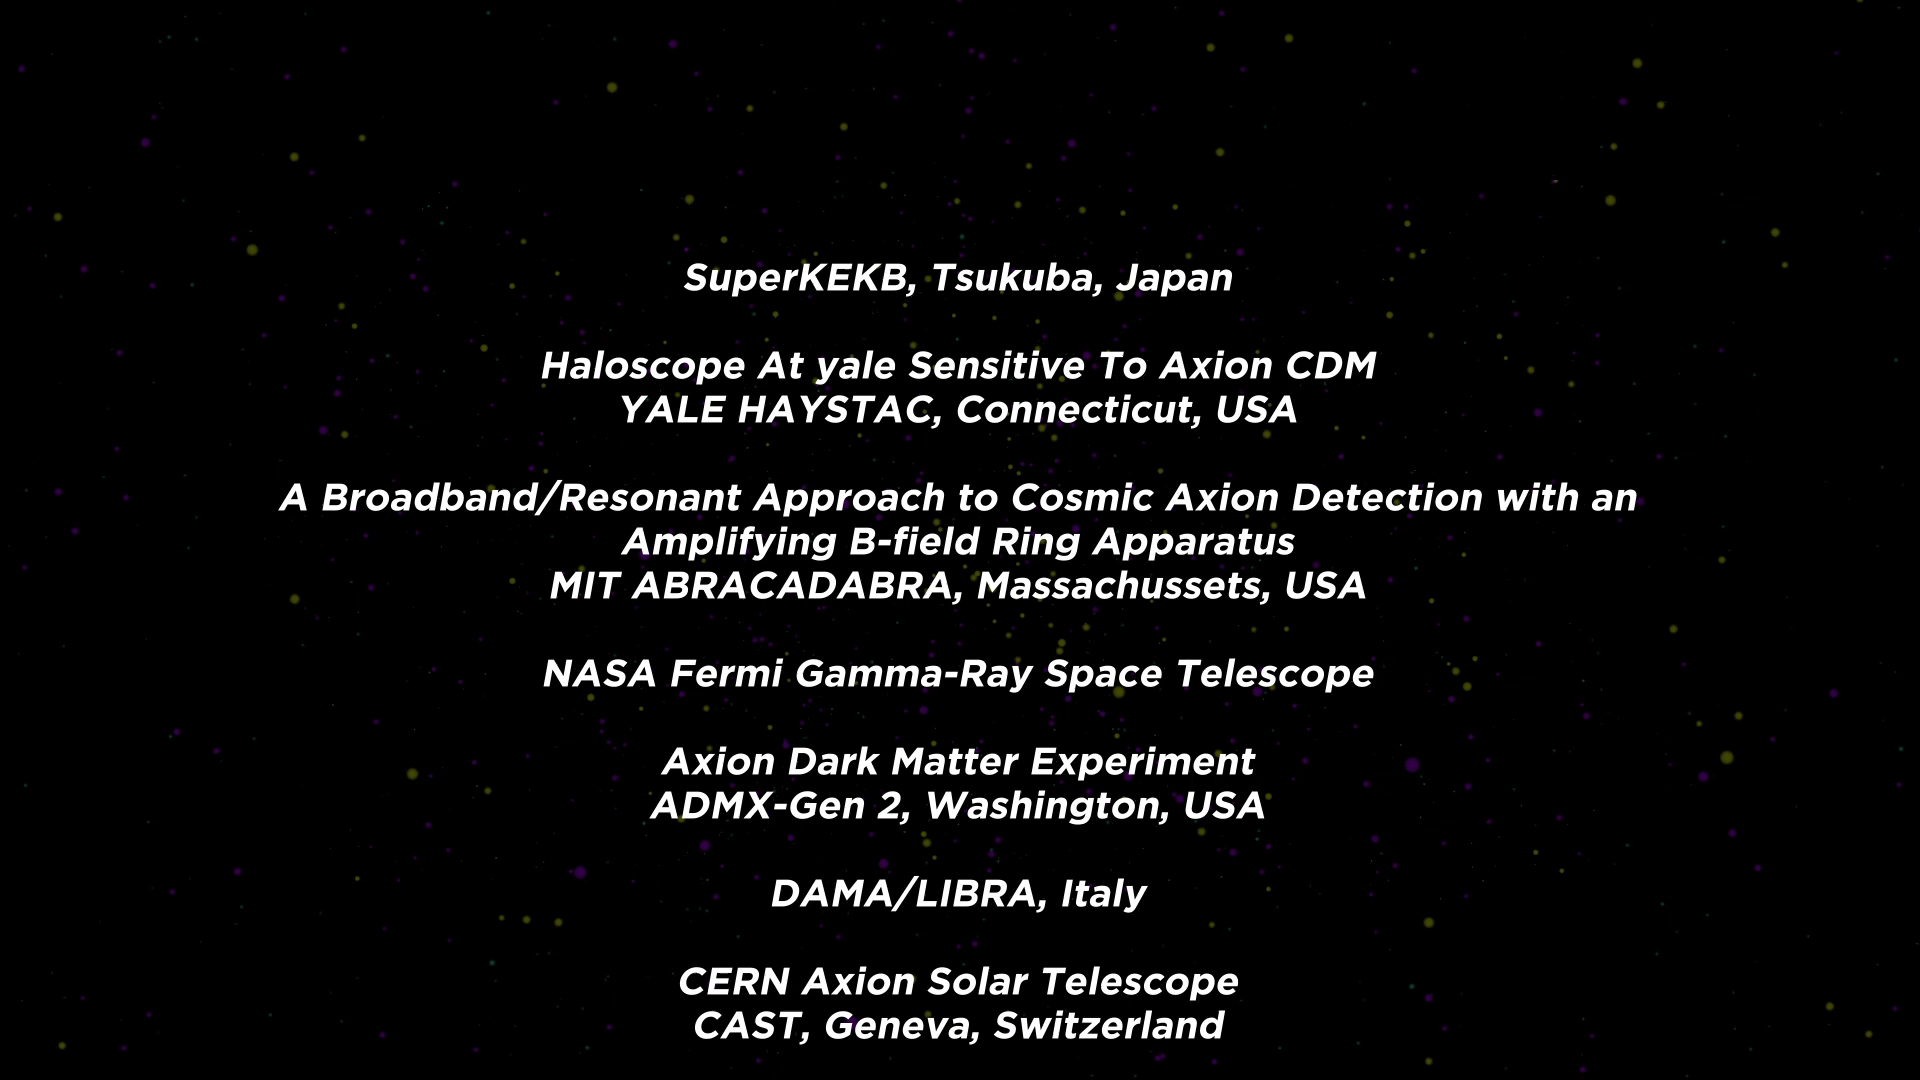 SuperKEKB, Tsukuba, Japan
Haloscope At yale Sensitive To Axion CDM
YALE HAYSTAC, Connecticut, USA
A Broadband/Resonant Approach to Cosmic Axion Detection with an
Amplifying B-field Ring Apparatus
MIT ABRACADABRA, Massachussets, USA
NASA Fermi Gamma-Ray Space Telescope
Axion Dark Matter Experiment
ADMX-Gen 2, Washington, USA
DAMA/LIBRA, Italy
CERN Axion Solar Telescope
CAST, Geneva, Switzerland